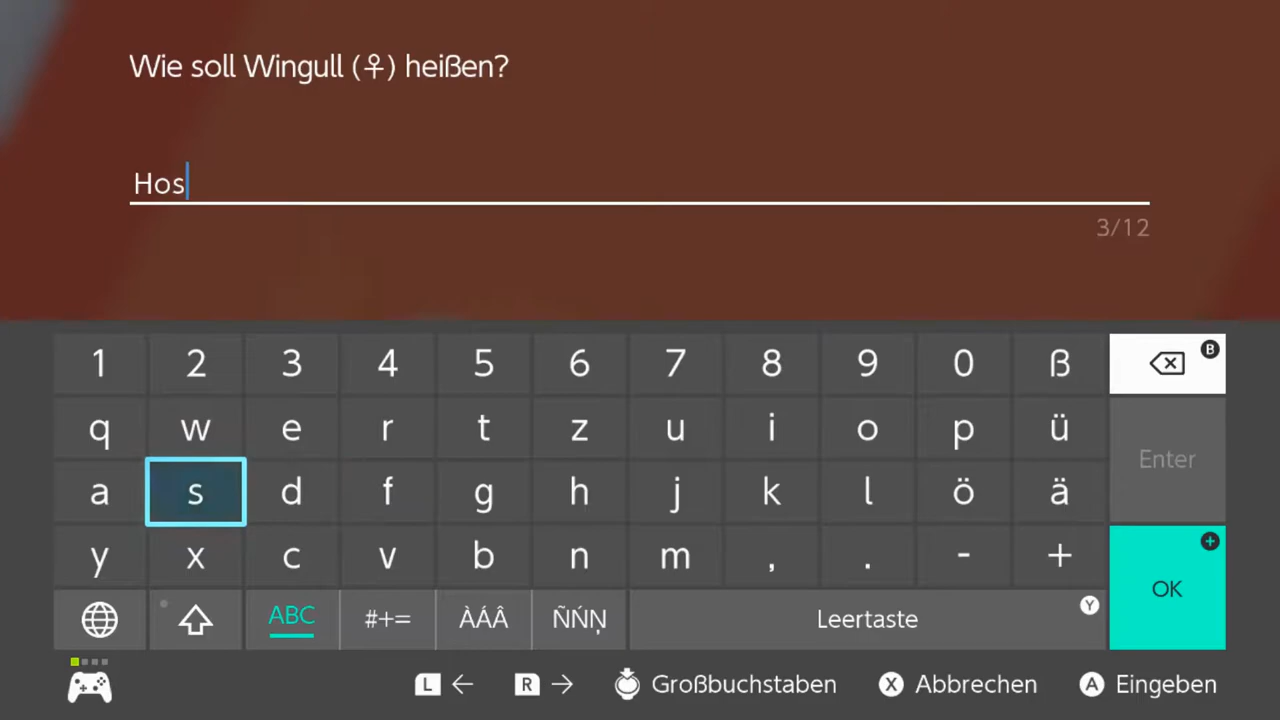 Wie soll Wingull (♀) heißen?
Hos
3/12
1 2 3 4 5 6 7 8 9 0 ß B
q w e r t z u i o p ü
Enter
a s d f g h j k l ö ä
y x c v b n m , . - +
OK
ABC #+= ÀÁÂ ÑŃŅ Leertaste Y
L ← R → Großbuchstaben X Abbrechen A Eingeben